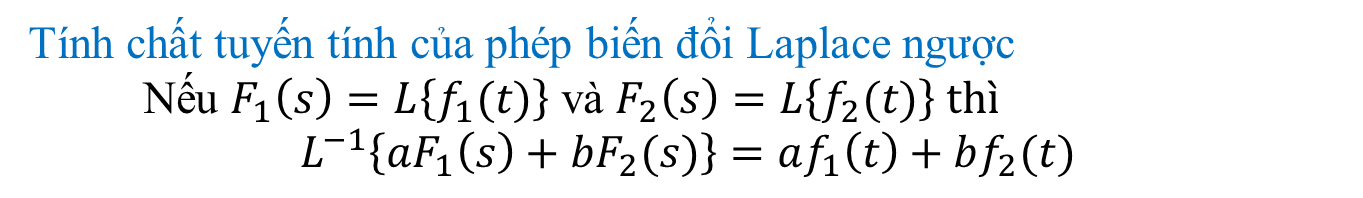 Tính chất tuyến tính của phép biến đổi Laplace ngược
Nếu F₁(s) = L{f₁(t)} và F₂(s) = L{f₂(t)} thì
L⁻¹{aF₁(s) + bF₂(s)} = af₁(t) + bf₂(t)